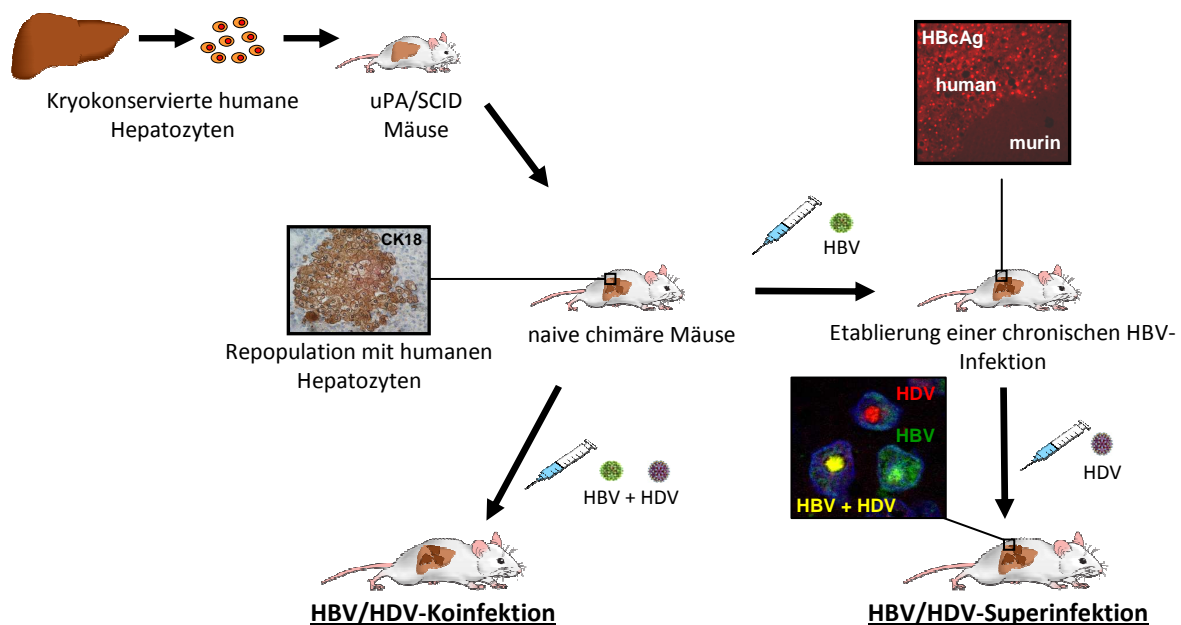 Kryokonservierte humane
Hepatozyten
uPA/SCID
Mäuse
HBcAg
human
murin
HBV
CK18
Repopulation mit humanen
Hepatozyten
naive chimäre Mäuse
Etablierung einer chronischen HBV-
Infektion
HBV + HDV
HDV
HBV
HBV + HDV
HDV
HBV/HDV-Koinfektion
HBV/HDV-Superinfektion